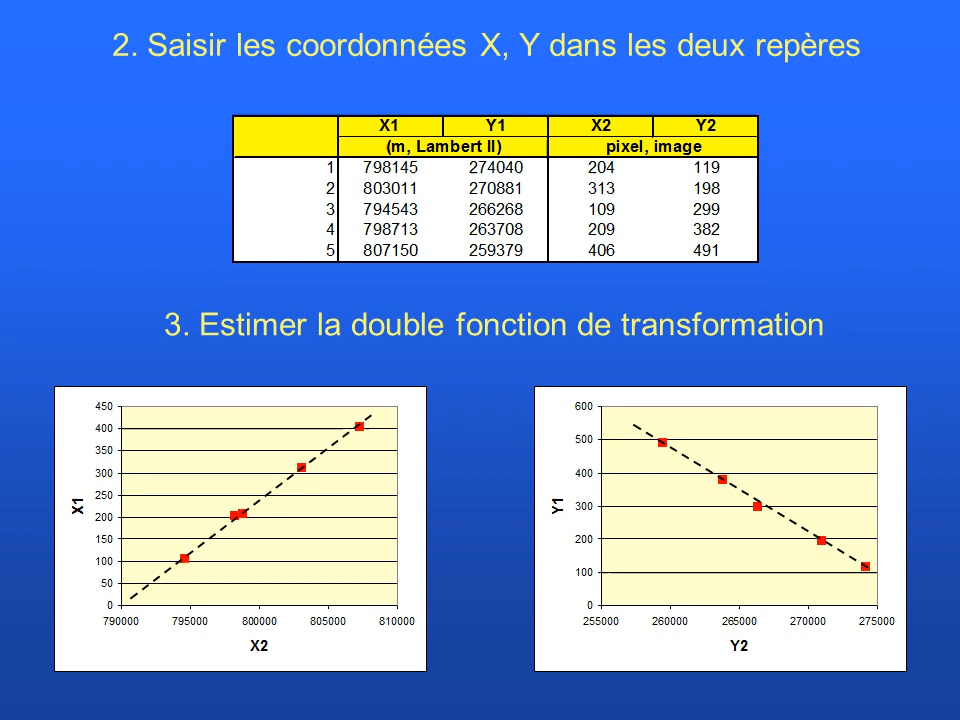 2. Saisir les coordonnées X, Y dans les deux repères
X1 Y1 X2 Y2
(m, Lambert II) pixel, image
1 798145 274040 204 119
2 803011 270881 313 198
3 794543 266268 109 299
4 798713 263708 209 382
5 807150 259379 406 491
3. Estimer la double fonction de transformation
450
400
350
300
250
200
150
100
50
0
X1
790000 795000 800000 805000 810000
X2
600
500
400
300
200
100
0
Y1
255000 260000 265000 270000 275000
Y2